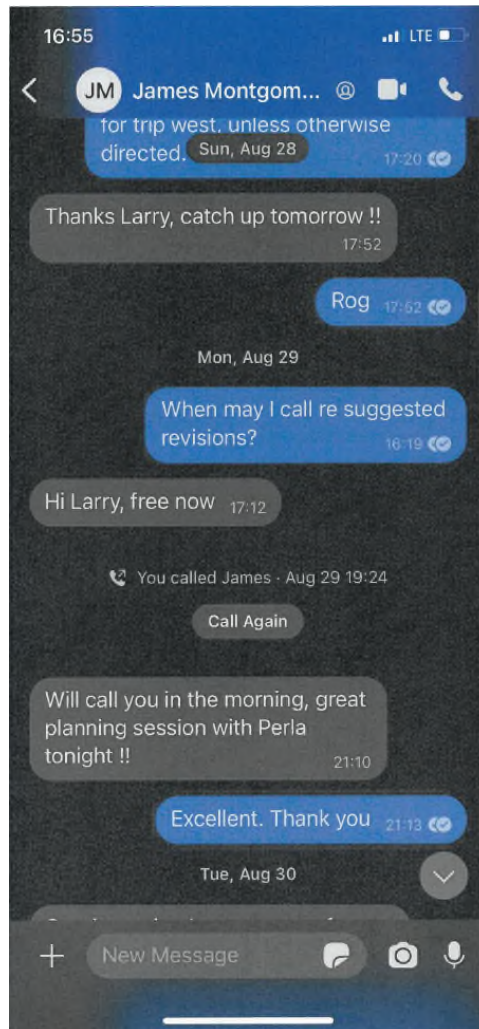 16:55
LTE
JM James Montgom...
for trip west, unless otherwise
directed.
17:20
Sun, Aug 28
Thanks Larry, catch up tomorrow !!
17:52
Rog 17:52
Mon, Aug 29
When may I call re suggested
revisions?
16:19
Hi Larry, free now 17:12
You called James · Aug 29 19:24
Call Again
Will call you in the morning, great
planning session with Perla
tonight !!
21:10
Excellent. Thank you 21:13
Tue, Aug 30
New Message